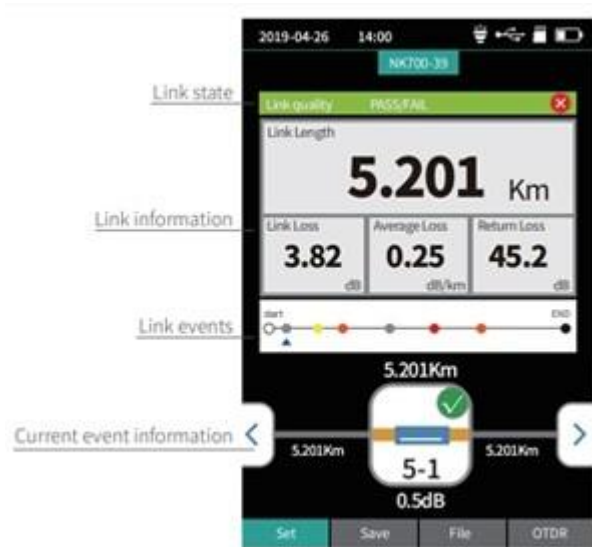 2019-04-26 14:00
NK700-39
Link state
Link quality PASS/FAIL
Link Length
5.201 Km
Link information
Link Loss Average Loss Return Loss
3.82 0.25 45.2
dB dB/km dB
start END
Link events
5.201Km
Current event information
5.201Km 5.201Km
5-1
0.5dB
Set Save File OTDR